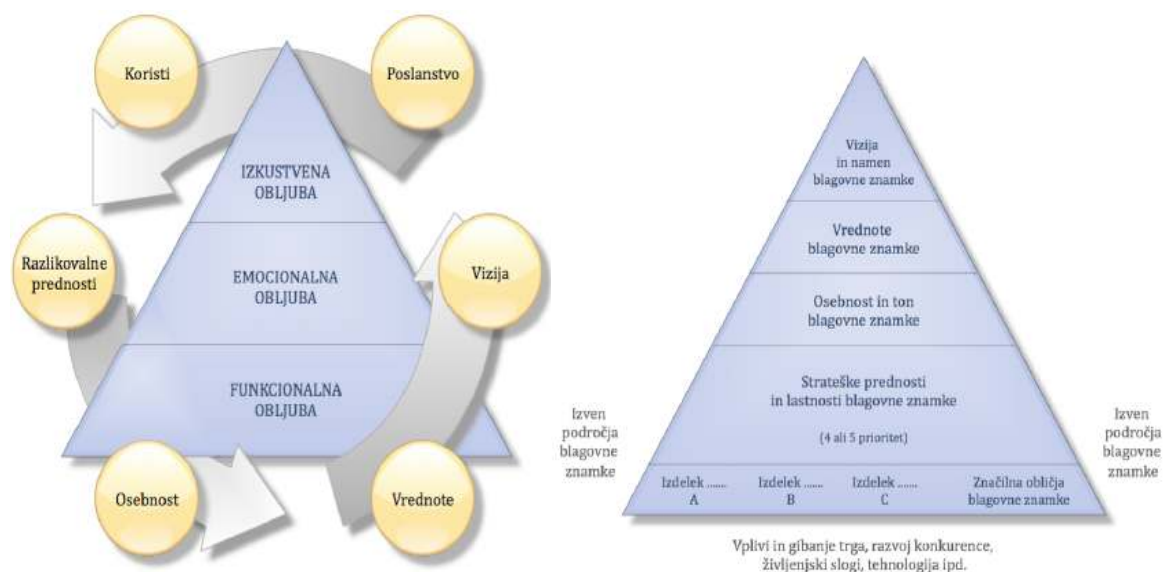 Koristi
Poslanstvo
IZKUSTVENA
OBLJUBA
Razlikovalne
prednosti
EMOCIONALNA
OBLJUBA
Vizija
FUNKCIONALNA
OBLJUBA
Osebnost
Vrednote
Vizija
in namen
blagovne znamke
Vrednote
blagovne znamke
Osebnost in ton
blagovne znamke
Strateške prednosti
in lastnosti blagovne znamke
(4 ali 5 prioritet)
Izven
področja
blagovne
znamke
Izven
področja
blagovne
znamke
Izdelek ......
A
Izdelek ......
B
Izdelek ......
C
Značilna obličja
blagovne znamke
Vplivi in gibanje trga, razvoj konkurence,
življenjski slogi, tehnologija ipd.